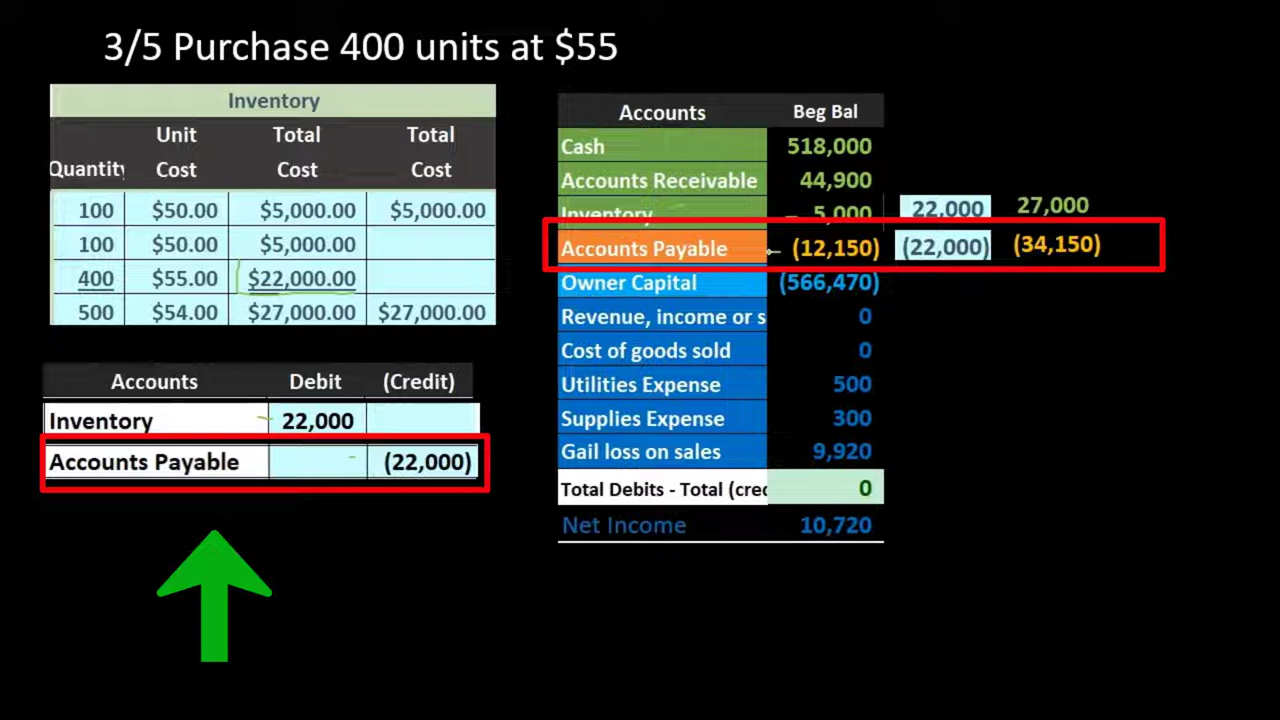 3/5 Purchase 400 units at $55
Inventory
Quantity Unit Cost Total Cost Total Cost
100 $50.00 $5,000.00 $5,000.00
100 $50.00 $5,000.00
400 $55.00 $22,000.00
500 $54.00 $27,000.00 $27,000.00
Accounts Debit (Credit)
Inventory 22,000
Accounts Payable (22,000)
Accounts Beg Bal
Cash 518,000
Accounts Receivable 44,900
Inventory 5,000 22,000 27,000
Accounts Payable (12,150) (22,000) (34,150)
Owner Capital (566,470)
Revenue, income or s 0
Cost of goods sold 0
Utilities Expense 500
Supplies Expense 300
Gail loss on sales 9,920
Total Debits - Total (cred 0
Net Income 10,720